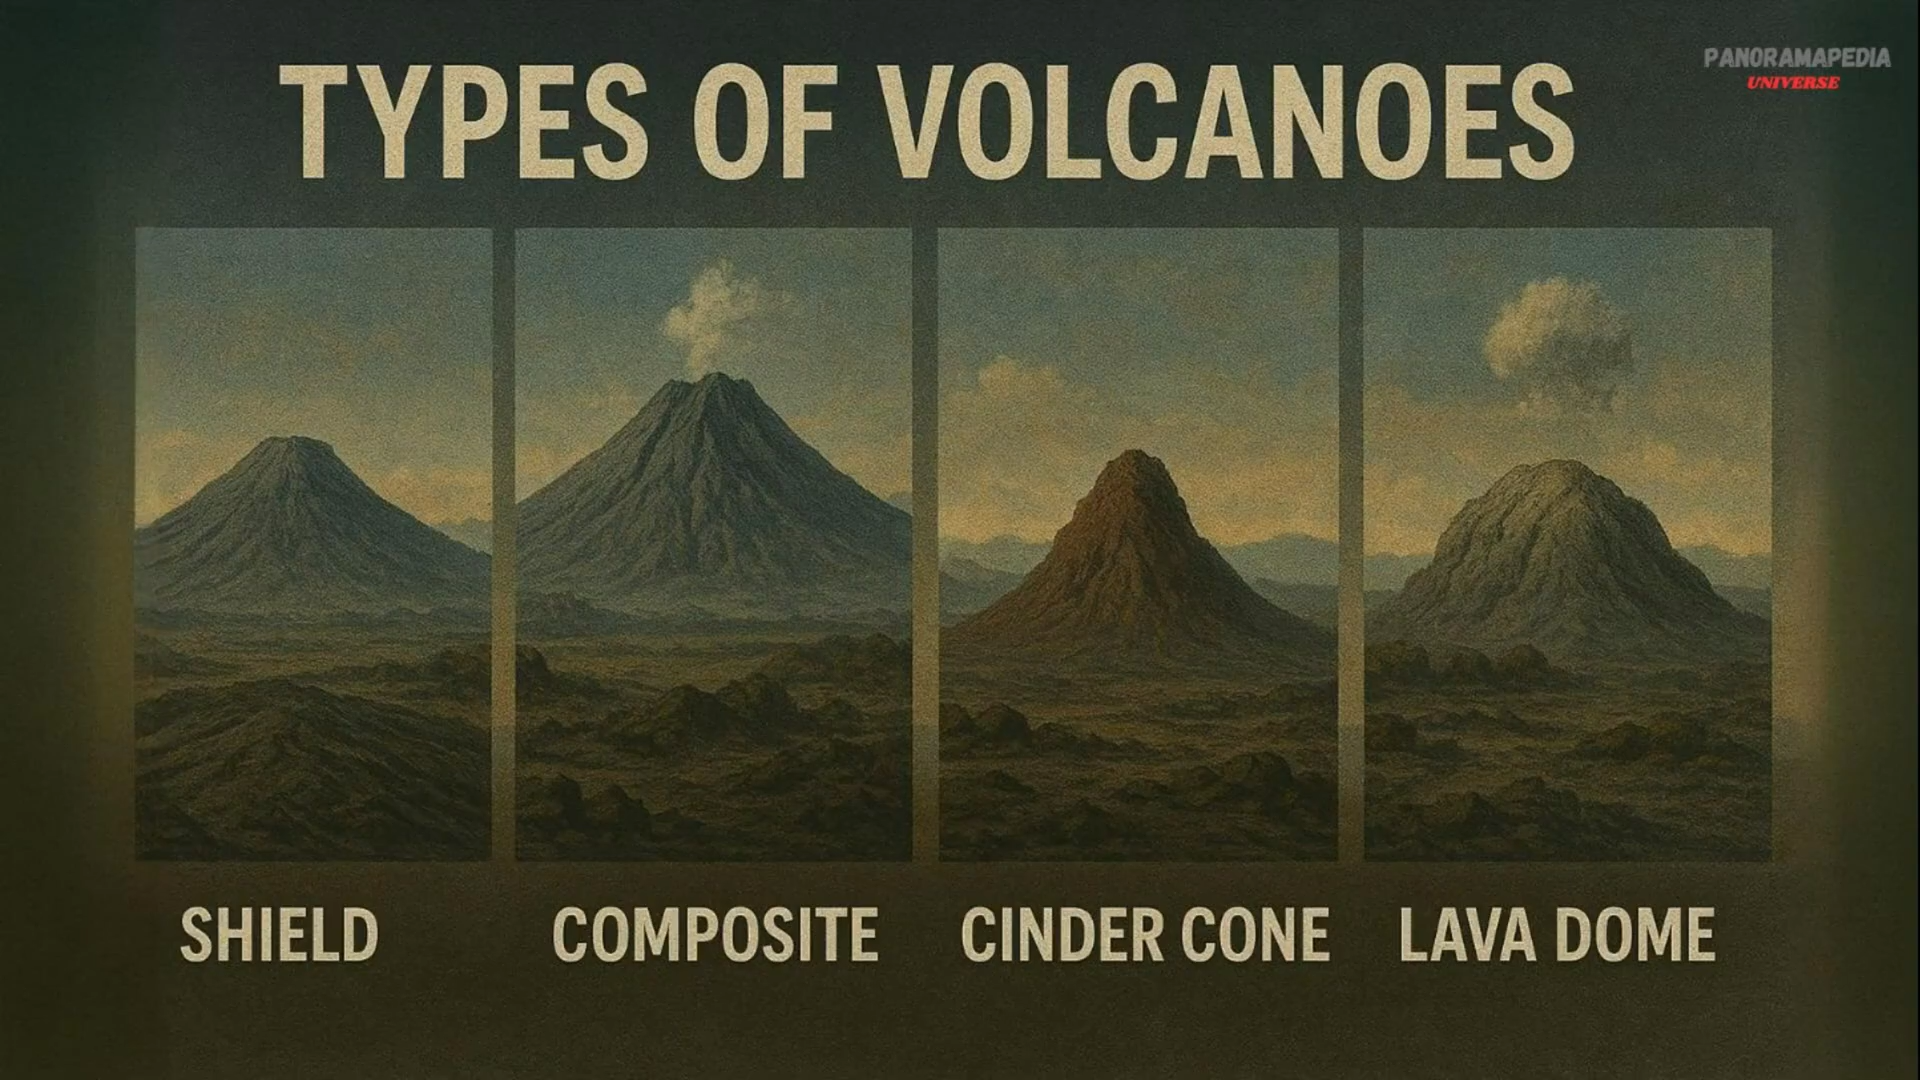 PANORAMAPEDIA
UNIVERSE
TYPES OF VOLCANOES
SHIELD
COMPOSITE
CINDER CONE
LAVA DOME